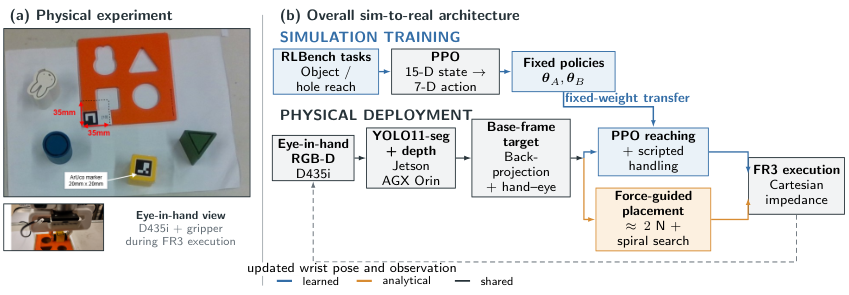 (a) Physical experiment
35mm
35mm
ArUco marker
20mm x 20mm
Eye-in-hand view
D435i + gripper
during FR3 execution
(b) Overall sim-to-real architecture
SIMULATION TRAINING
RLBench tasks
Object /
hole reach
PPO
15-D state →
7-D action
Fixed policies
θA, θB
fixed-weight transfer
PHYSICAL DEPLOYMENT
Eye-in-hand
RGB-D
D435i
YOLO11-seg
+ depth
Jetson
AGX Orin
Base-frame
target
Back-
projection
+ hand–eye
PPO reaching
+ scripted
handling
Force-guided
placement
≈ 2 N +
spiral search
FR3 execution
Cartesian
impedance
updated wrist pose and observation
learned analytical shared